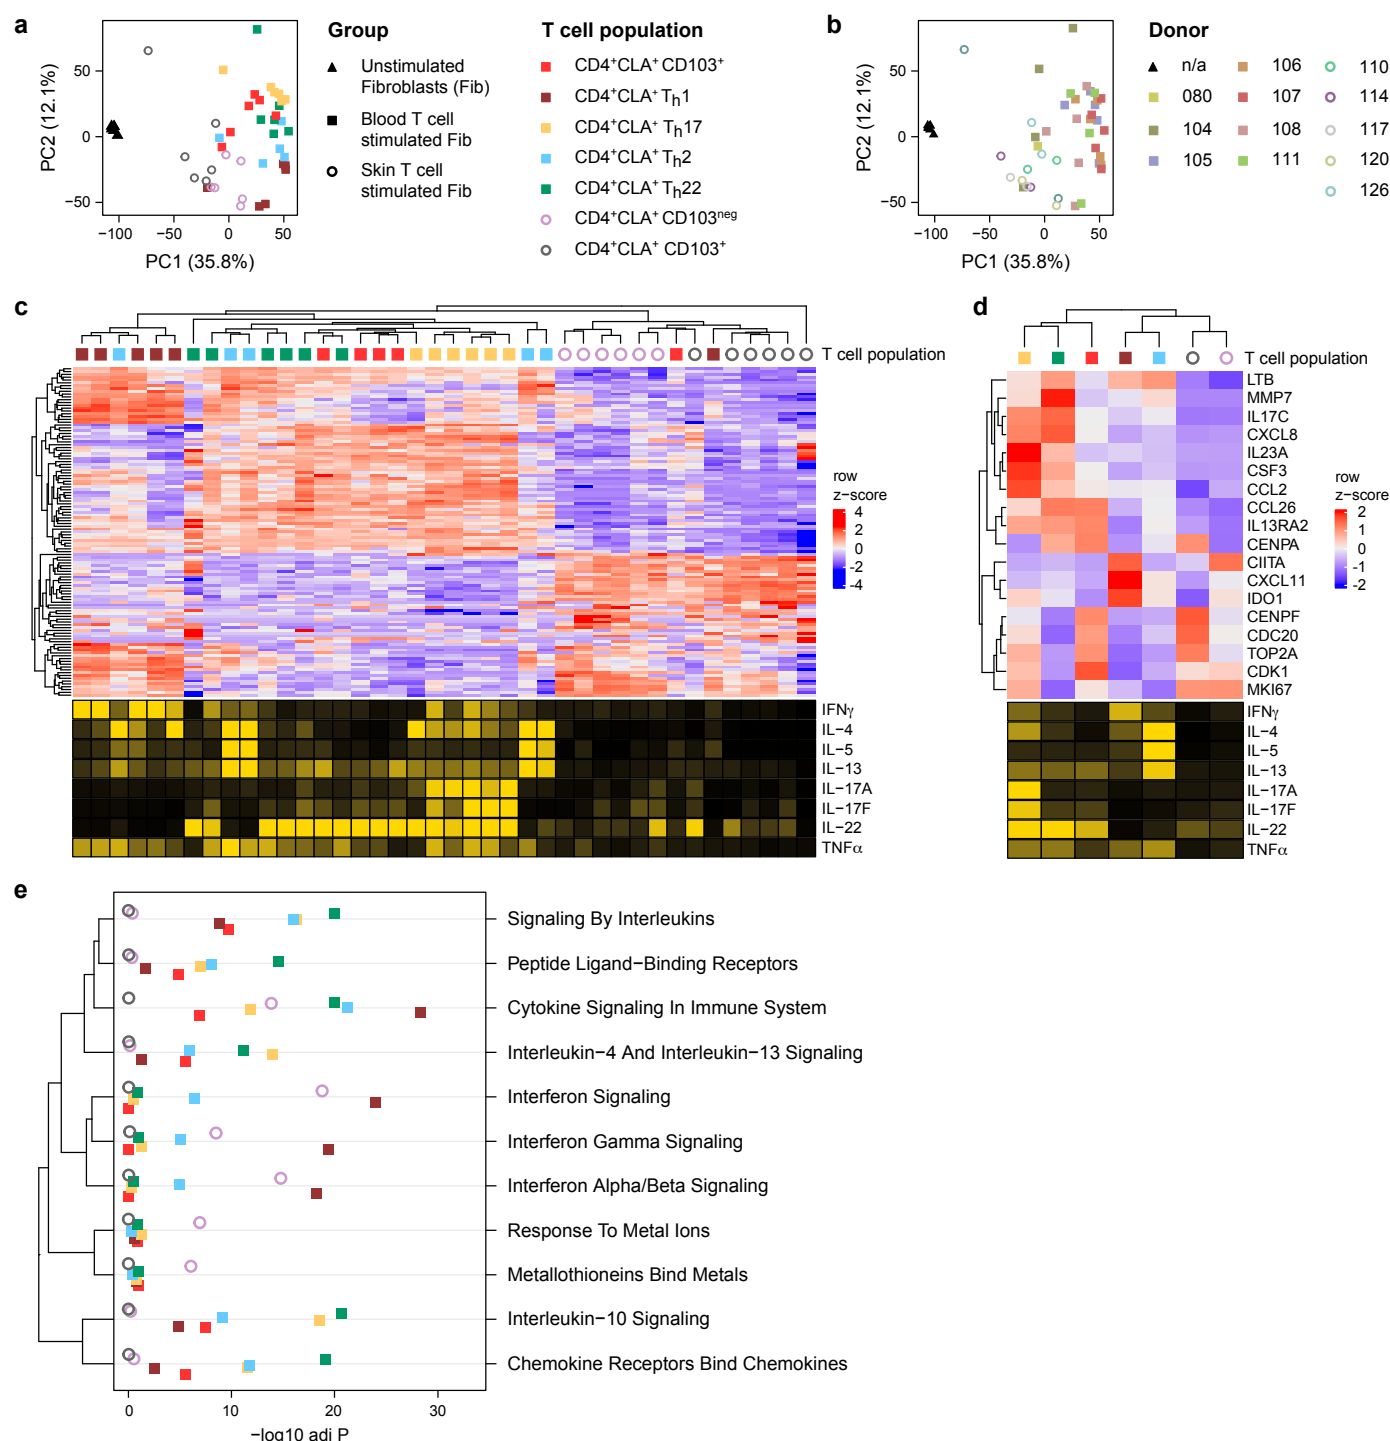 a
PC2 (12.1%)
50
0
−50
−100
−50
0
50
PC1 (35.8%)
Group
Unstimulated
Fibroblasts (Fib)
Blood T cell
stimulated Fib
Skin T cell
stimulated Fib
T cell population
CD4⁺CLA⁺ CD103⁺
CD4⁺CLA⁺ Tₕ1
CD4⁺CLA⁺ Tₕ17
CD4⁺CLA⁺ Tₕ2
CD4⁺CLA⁺ Tₕ22
CD4⁺CLA⁺ CD103ⁿᵉᵍ
CD4⁺CLA⁺ CD103⁺
b
PC2 (12.1%)
50
0
−50
−100
−50
0
50
PC1 (35.8%)
Donor
n/a
080
104
105
106
107
108
111
110
114
117
120
126
c
T cell population
row
z−score
4
2
0
−2
−4
IFNγ
IL−4
IL−5
IL−13
IL−17A
IL−17F
IL−22
TNFα
d
T cell population
LTB
MMP7
IL17C
CXCL8
IL23A
CSF3
CCL2
CCL26
IL13RA2
CENPA
CIITA
CXCL11
IDO1
CENPF
CDC20
TOP2A
CDK1
MKI67
row
z−score
2
1
0
−1
−2
IFNγ
IL−4
IL−5
IL−13
IL−17A
IL−17F
IL−22
TNFα
e
Signaling By Interleukins
Peptide Ligand−Binding Receptors
Cytokine Signaling In Immune System
Interleukin−4 And Interleukin−13 Signaling
Interferon Signaling
Interferon Gamma Signaling
Interferon Alpha/Beta Signaling
Response To Metal Ions
Metallothioneins Bind Metals
Interleukin−10 Signaling
Chemokine Receptors Bind Chemokines
0
10
20
30
−log10 adj P